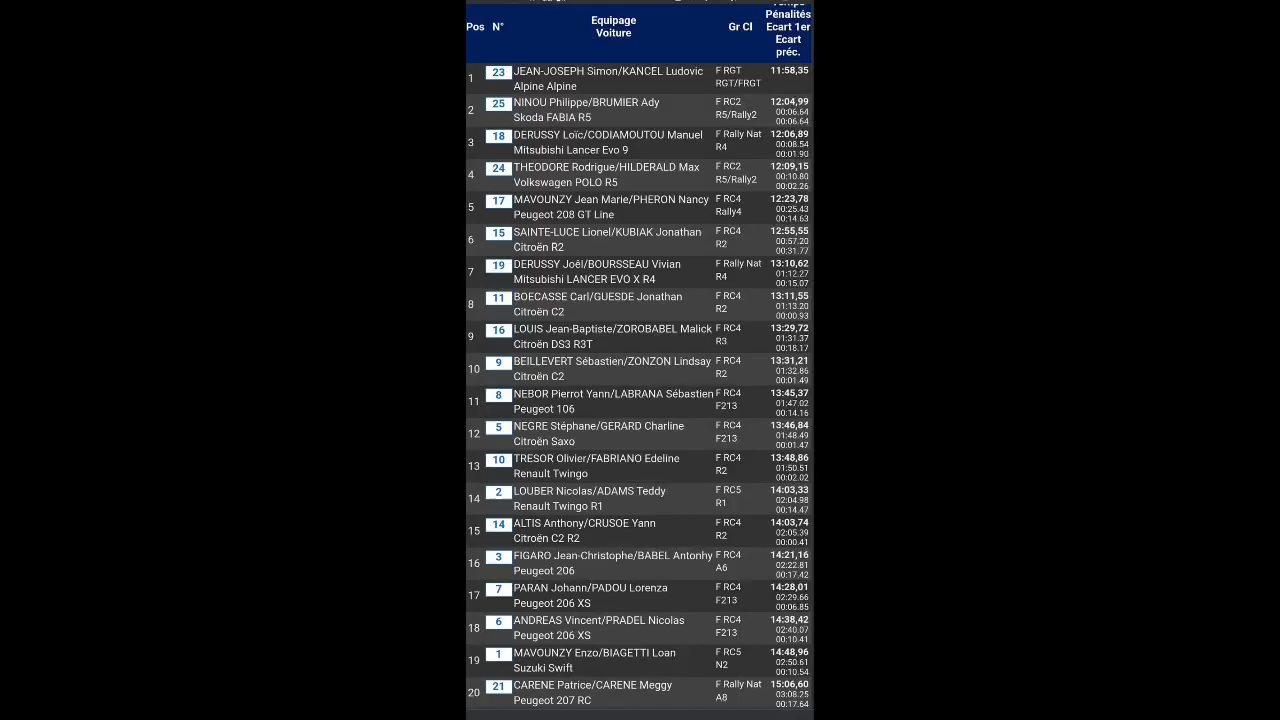 Temps
Pos N° Equipage Voiture Gr Cl Pénalités Ecart 1er Ecart préc.
1 23 JEAN-JOSEPH Simon/KANCEL Ludovic F RGT 11:58,35
Alpine Alpine RGT/FRGT
2 25 NINOU Philippe/BRUMIER Ady F RC2 12:04,99
Skoda FABIA R5 R5/Rally2 00:06.64
00:06.64
3 18 DERUSSY Loïc/CODIAMOUTOU Manuel F Rally Nat 12:06,89
Mitsubishi Lancer Evo 9 R4 00:08.54
00:01.90
4 24 THEODORE Rodrigue/HILDERALD Max F RC2 12:09,15
Volkswagen POLO R5 R5/Rally2 00:10.80
00:02.26
5 17 MAVOUNZY Jean Marie/PHERON Nancy F RC4 12:23,78
Peugeot 208 GT Line Rally4 00:25.43
00:14.63
6 15 SAINTE-LUCE Lionel/KUBIAK Jonathan F RC4 12:55,55
Citroën R2 R2 00:57.20
00:31.77
7 19 DERUSSY Joël/BOURSSEAU Vivian F Rally Nat 13:10,62
Mitsubishi LANCER EVO X R4 R4 01:12.27
00:15.07
8 11 BOECASSE Carl/GUESDE Jonathan F RC4 13:11,55
Citroën C2 R2 01:13.20
00:00.93
9 16 LOUIS Jean-Baptiste/ZOROBABEL Malick F RC4 13:29,72
Citroën DS3 R3T R3 01:31.37
00:18.17
10 9 BEILLEVERT Sébastien/ZONZON Lindsay F RC4 13:31,21
Citroën C2 R2 01:32.86
00:01.49
11 8 NEBOR Pierrot Yann/LABRANA Sébastien F RC4 13:45,37
Peugeot 106 F213 01:47.02
00:14.16
12 5 NEGRE Stéphane/GERARD Charline F RC4 13:46,84
Citroën Saxo F213 01:48.49
00:01.47
13 10 TRESOR Olivier/FABRIANO Edeline F RC4 13:48,86
Renault Twingo R2 01:50.51
00:02.02
14 2 LOUBER Nicolas/ADAMS Teddy F RC5 14:03,33
Renault Twingo R1 R1 02:04.98
00:14.47
15 14 ALTIS Anthony/CRUSOE Yann F RC4 14:03,74
Citroën C2 R2 R2 02:05.39
00:00.41
16 3 FIGARO Jean-Christophe/BABEL Antonhy F RC4 14:21,16
Peugeot 206 A6 02:22.81
00:17.42
17 7 PARAN Johann/PADOU Lorenza F RC4 14:28,01
Peugeot 206 XS F213 02:29.66
00:06.85
18 6 ANDREAS Vincent/PRADEL Nicolas F RC4 14:38,42
Peugeot 206 XS F213 02:40.07
00:10.41
19 1 MAVOUNZY Enzo/BIAGETTI Loan F RC5 14:48,96
Suzuki Swift N2 02:50.61
00:10.54
20 21 CARENE Patrice/CARENE Meggy F Rally Nat 15:06,60
Peugeot 207 RC A8 03:08.25
00:17.64